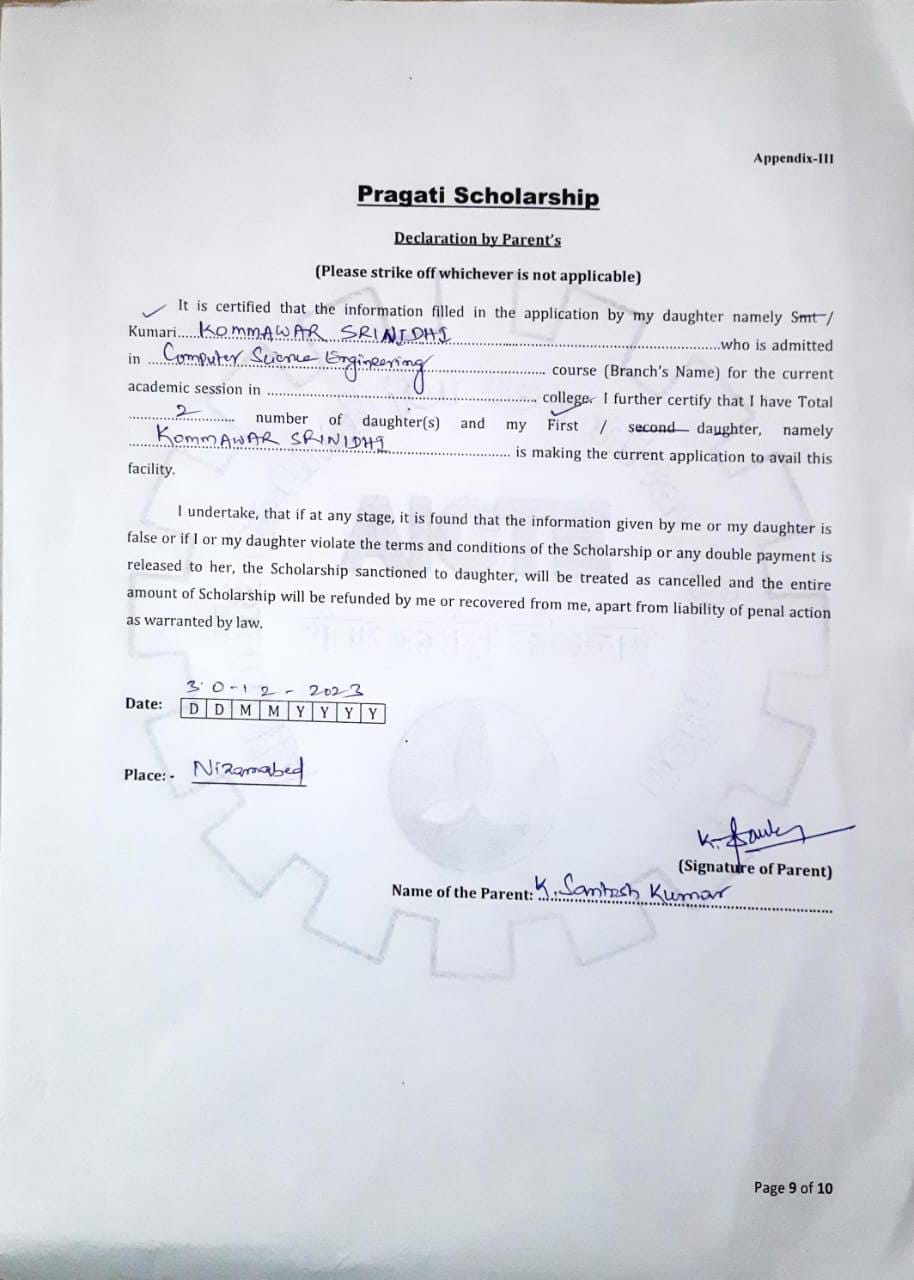 Appendix-III
Pragati Scholarship
Declaration by Parent's
(Please strike off whichever is not applicable)
It is certified that the information filled in the application by my daughter namely Smt /
Kumari.....KOMMAWAR SRINIDHI.....who is admitted
in ....Computer Science Engineering..... course (Branch's Name) for the current
academic session in ..... college. I further certify that I have Total
.....2..... number of daughter(s) and my First / second daughter, namely
.....KOMMAWAR SRINIDHI..... is making the current application to avail this
facility.
I undertake, that if at any stage, it is found that the information given by me or my daughter is
false or if I or my daughter violate the terms and conditions of the Scholarship or any double payment is
released to her, the Scholarship sanctioned to daughter, will be treated as cancelled and the entire
amount of Scholarship will be refunded by me or recovered from me, apart from liability of penal action
as warranted by law.
30-12-2023
Date: D D M M Y Y Y Y
Place: - Nizamabad
(Signature of Parent)
Name of the Parent: K. Santosh Kumar
Page 9 of 10